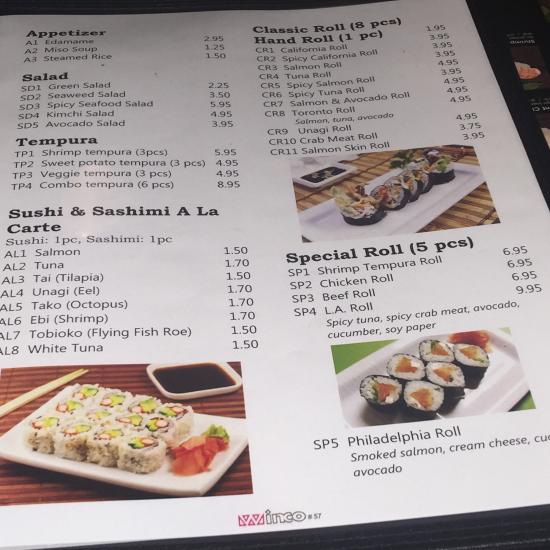 Appetizer
A1 Edamame 2.95
A2 Miso Soup 1.25
A3 Steamed Rice 1.50
Salad
SD1 Green Salad 2.25
SD2 Seaweed Salad 3.50
SD3 Spicy Seafood Salad 5.95
SD4 Kimchi Salad 4.95
SD5 Avocado Salad 3.95
Tempura
TP1 Shrimp tempura (3pcs) 5.95
TP2 Sweet potato tempura (3 pcs) 4.95
TP3 Veggie tempura (3 pcs) 4.95
TP4 Combo tempura (6 pcs) 8.95
Sushi & Sashimi A La
Carte
Sushi: 1pc, Sashimi: 1pc
AL1 Salmon 1.50
AL2 Tuna 1.70
AL3 Tai (Tilapia) 1.50
AL4 Unagi (Eel) 1.70
AL5 Tako (Octopus) 1.70
AL6 Ebi (Shrimp) 1.70
AL7 Tobioko (Flying Fish Roe) 1.50
AL8 White Tuna 1.50
Classic Roll (8 pcs)
Hand Roll (1 pc) 1.95
CR1 California Roll 3.95
CR2 Spicy California Roll 3.95
CR3 Salmon Roll 4.95
CR4 Tuna Roll 3.95
CR5 Spicy Salmon Roll 4.95
CR6 Spicy Tuna Roll 4.95
CR7 Salmon & Avocado Roll 4.95
CR8 Toronto Roll
Salmon, tuna, avocado 4.95
CR9 Unagi Roll 3.75
CR10 Crab Meat Roll 3.95
CR11 Salmon Skin Roll
Special Roll (5 pcs)
SP1 Shrimp Tempura Roll 6.95
SP2 Chicken Roll 6.95
SP3 Beef Roll 6.95
SP4 L.A. Roll 9.95
Spicy tuna, spicy crab meat, avocado,
cucumber, soy paper
SP5 Philadelphia Roll
Smoked salmon, cream cheese, cuc
avocado
Winco #57